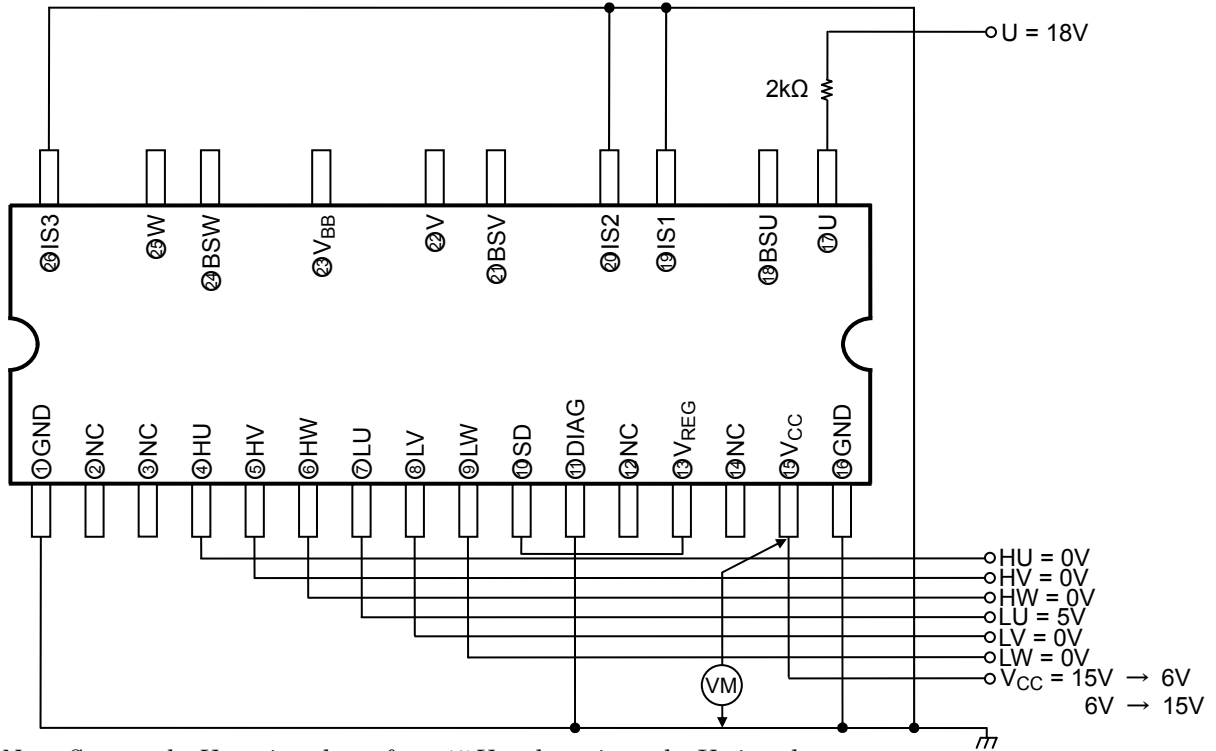 U = 18V
2kΩ
㉖IS3
㉕W
㉔BSW
㉓VBB
㉒V
㉑BSV
⑳IS2
⑲IS1
⑱BSU
⑰U
①GND
②NC
③NC
④HU
⑤HV
⑥HW
⑦LU
⑧LV
⑨LW
⑩SD
⑪DIAG
⑫NC
⑬VREG
⑭NC
⑮VCC
⑯GND
HU = 0V
HV = 0V
HW = 0V
LU = 5V
LV = 0V
LW = 0V
VCC = 15V → 6V
6V → 15V
VM